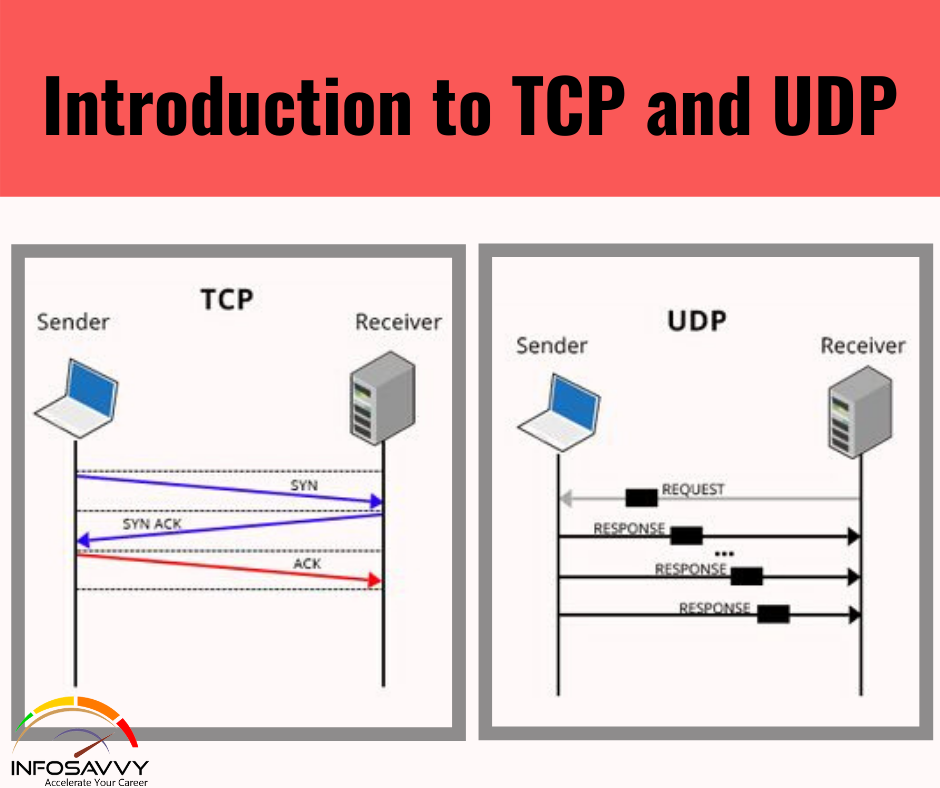 Introduction to TCP and UDP
TCP
Sender
Receiver
SYN
SYN ACK
ACK
UDP
Sender
Receiver
REQUEST
RESPONSE
...
RESPONSE
RESPONSE
INFOSAVVY
Accelerate Your Career